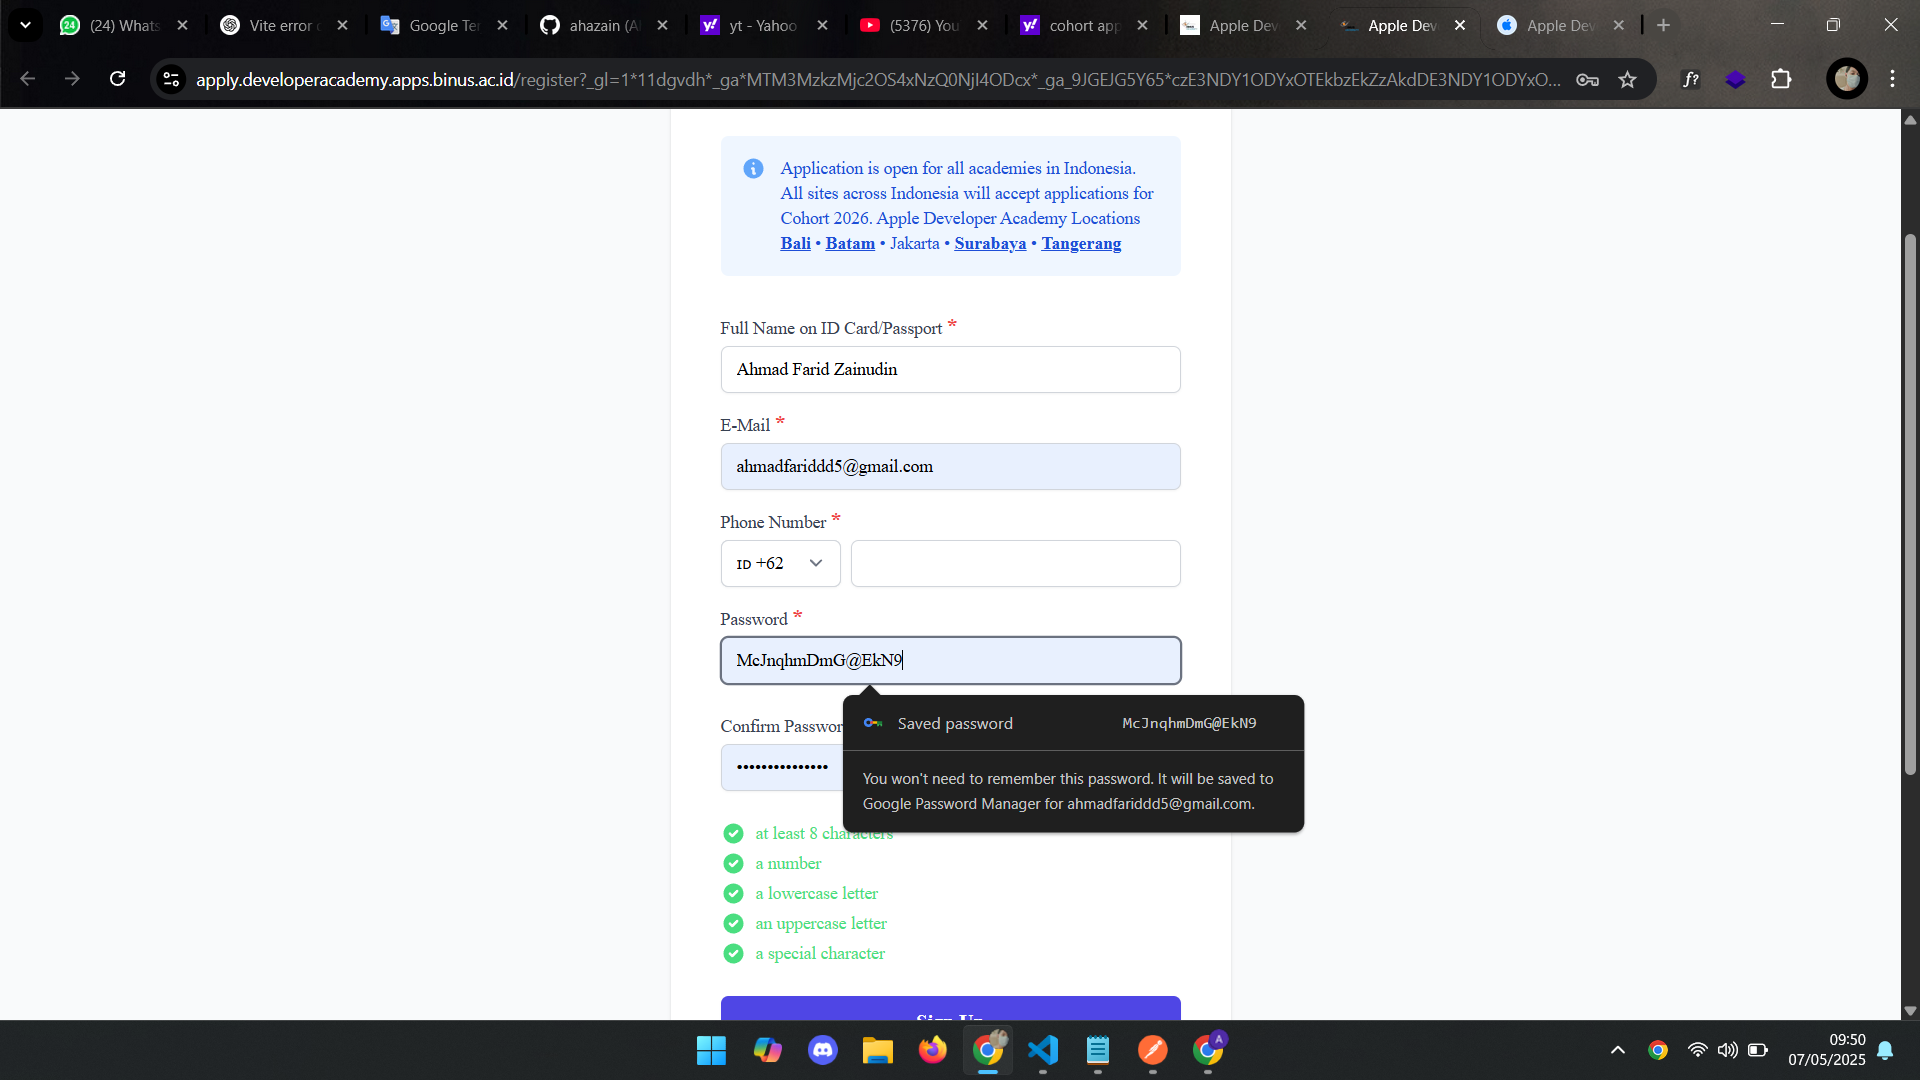 (24) Whats
Vite error
Google Ter
ahazain (A
yt - Yahoo
(5376) You
cohort app
Apple Dev
Apple Dev
Apple Dev
apply.developeracademy.apps.binus.ac.id/register?_gl=1*11dgvdh*_ga*MTM3MzkzMjc2OS4xNzQ0NjI4ODcx*_ga_9JGEJG5Y65*czE3NDY1ODYxOTEkbzEkZzAkdDE3NDY1ODYxO...
Application is open for all academies in Indonesia.
All sites across Indonesia will accept applications for
Cohort 2026. Apple Developer Academy Locations
Bali • Batam • Jakarta • Surabaya • Tangerang
Full Name on ID Card/Passport *
Ahmad Farid Zainudin
E-Mail *
ahmadfariddd5@gmail.com
Phone Number *
ID +62
Password *
McJnqhmDmG@EkN9
Saved password McJnqhmDmG@EkN9
Confirm Passwor
You won't need to remember this password. It will be saved to
Google Password Manager for ahmadfariddd5@gmail.com.
at least 8 characters
a number
a lowercase letter
an uppercase letter
a special character
Sign Up
09:50
07/05/2025